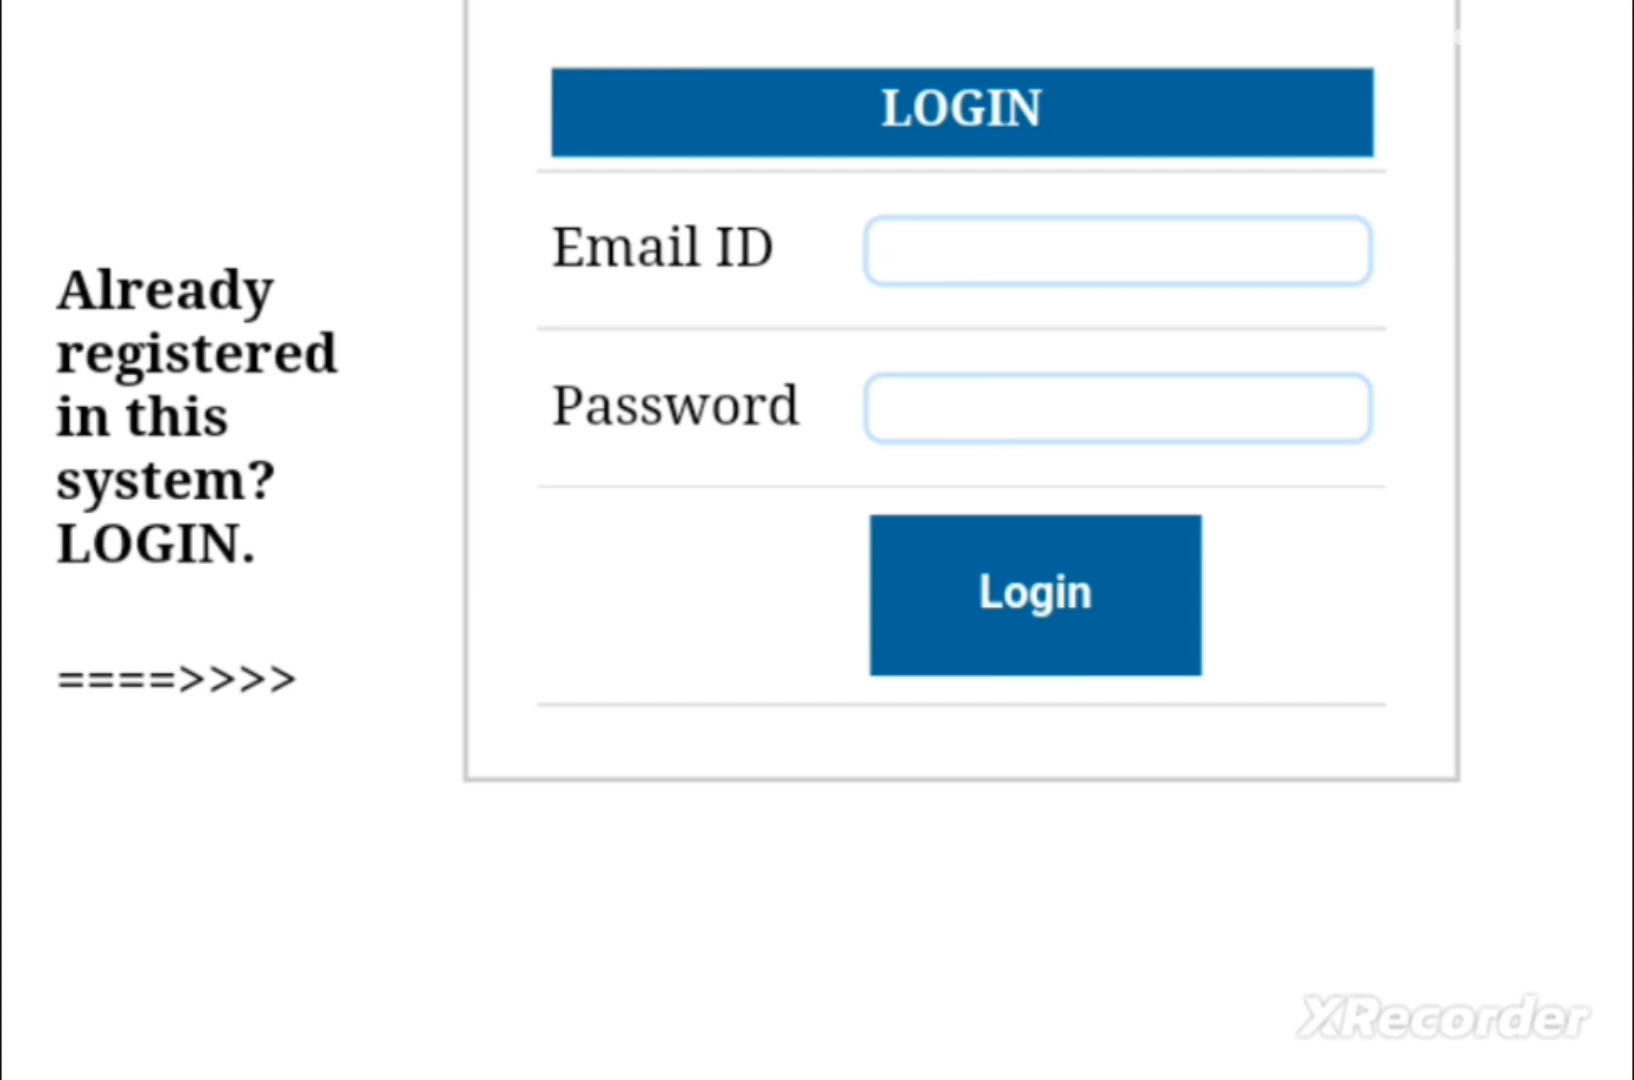 Already
registered
in this
system?
LOGIN.
====>>>>
LOGIN
Email ID
Password
Login
XRecorder